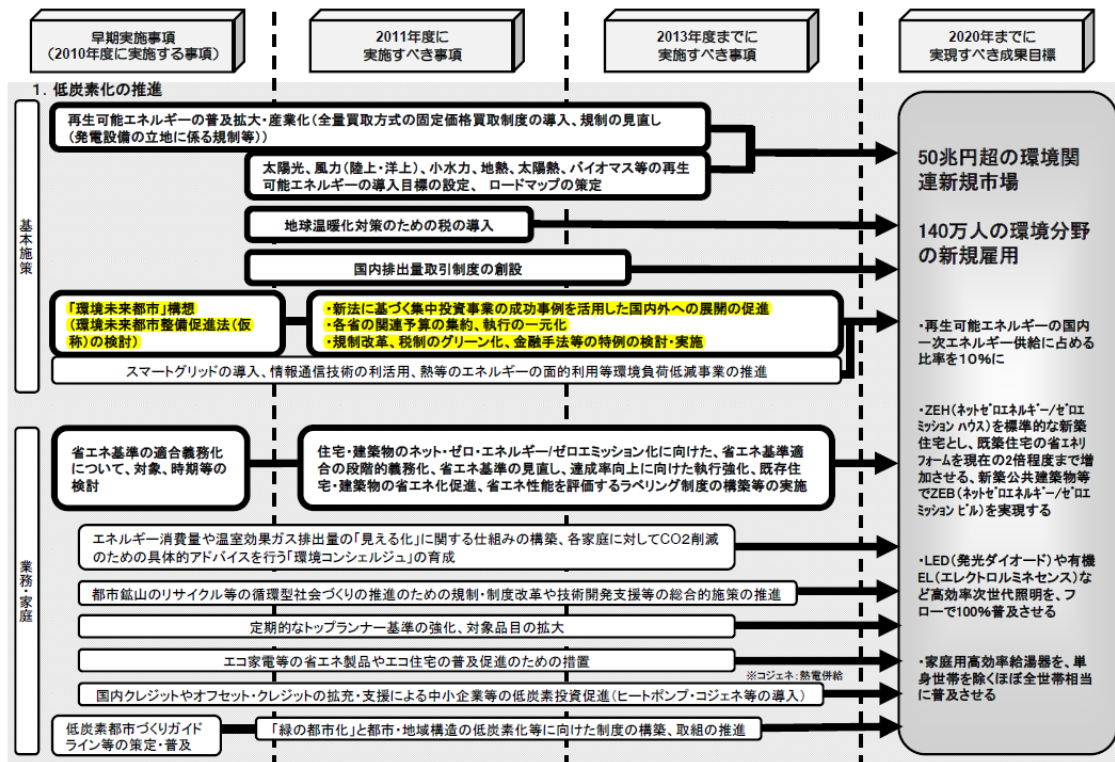 早期実施事項
(2010年度に実施する事項)
2011年度に
実施すべき事項
2013年度までに
実施すべき事項
2020年までに
実現すべき成果目標
1. 低炭素化の推進
基本施策
再生可能エネルギーの普及拡大・産業化(全量買取方式の固定価格買取制度の導入、規制の見直し
(発電設備の立地に係る規制等))
太陽光、風力(陸上・洋上)、小水力、地熱、太陽熱、バイオマス等の再生
可能エネルギーの導入目標の設定、 ロードマップの策定
地球温暖化対策のための税の導入
国内排出量取引制度の創設
「環境未来都市」構想
(環境未来都市整備促進法(仮
称)の検討)
・新法に基づく集中投資事業の成功事例を活用した国内外への展開の促進
・各省の関連予算の集約、執行の一元化
・規制改革、税制のグリーン化、金融手法等の特例の検討・実施
スマートグリッドの導入、情報通信技術の利活用、熱等のエネルギーの面的利用等環境負荷低減事業の推進
業務・家庭
省エネ基準の適合義務化
について、対象、時期等の
検討
住宅・建築物のネット・ゼロ・エネルギー/ゼロエミッション化に向けた、省エネ基準適
合の段階的義務化、省エネ基準の見直し、達成率向上に向けた執行強化、既存住
宅・建築物の省エネ化促進、省エネ性能を評価するラベリング制度の構築等の実施
エネルギー消費量や温室効果ガス排出量の「見える化」に関する仕組みの構築、各家庭に対してCO2削減
のための具体的アドバイスを行う「環境コンシェルジュ」の育成
都市鉱山のリサイクル等の循環型社会づくりの推進のための規制・制度改革や技術開発支援等の総合的施策の推進
定期的なトップランナー基準の強化、対象品目の拡大
エコ家電等の省エネ製品やエコ住宅の普及促進のための措置
※コジェネ:熱電併給
国内クレジットやオフセット・クレジットの拡充・支援による中小企業等の低炭素投資促進(ヒートポンプ・コジェネ等の導入)
低炭素都市づくりガイド
ライン等の策定・普及
「緑の都市化」と都市・地域構造の低炭素化等に向けた制度の構築、取組の推進
50兆円超の環境関
連新規市場
140万人の環境分野
の新規雇用
・再生可能エネルギーの国内
一次エネルギー供給に占める
比率を10%に
・ZEH(ネットゼロエネルギー/ゼロエ
ミッション ハウス)を標準的な新築
住宅とし、既築住宅の省エネリ
フォームを現在の2倍程度まで増
加させる、新築公共建築物等
でZEB(ネットゼロエネルギー/ゼロエ
ミッション ビル)を実現する
・LED(発光ダイオード)や有機
EL(エレクトロルミネセンス)な
ど高効率次世代照明を、フ
ローで100%普及させる
・家庭用高効率給湯器を、単
身世帯を除くほぼ全世帯相当
に普及させる